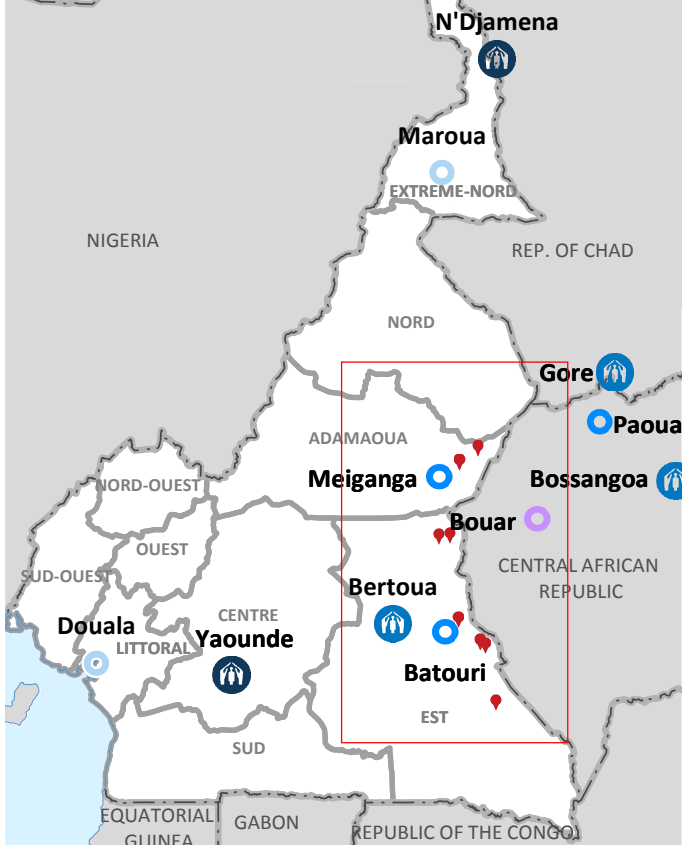 N'Djamena
Maroua
EXTREME-NORD
NIGERIA
REP. OF CHAD
NORD
Gore
Paoua
ADAMAOUA
Meiganga
Bossangoa
NORD-OUEST
Bouar
OUEST
CENTRAL AFRICAN
REPUBLIC
SUD-OUEST
Bertoua
CENTRE
Douala
Yaounde
LITTORAL
Batouri
EST
SUD
EQUATORIAL
GUINEA
GABON
REPUBLIC OF THE CONGO